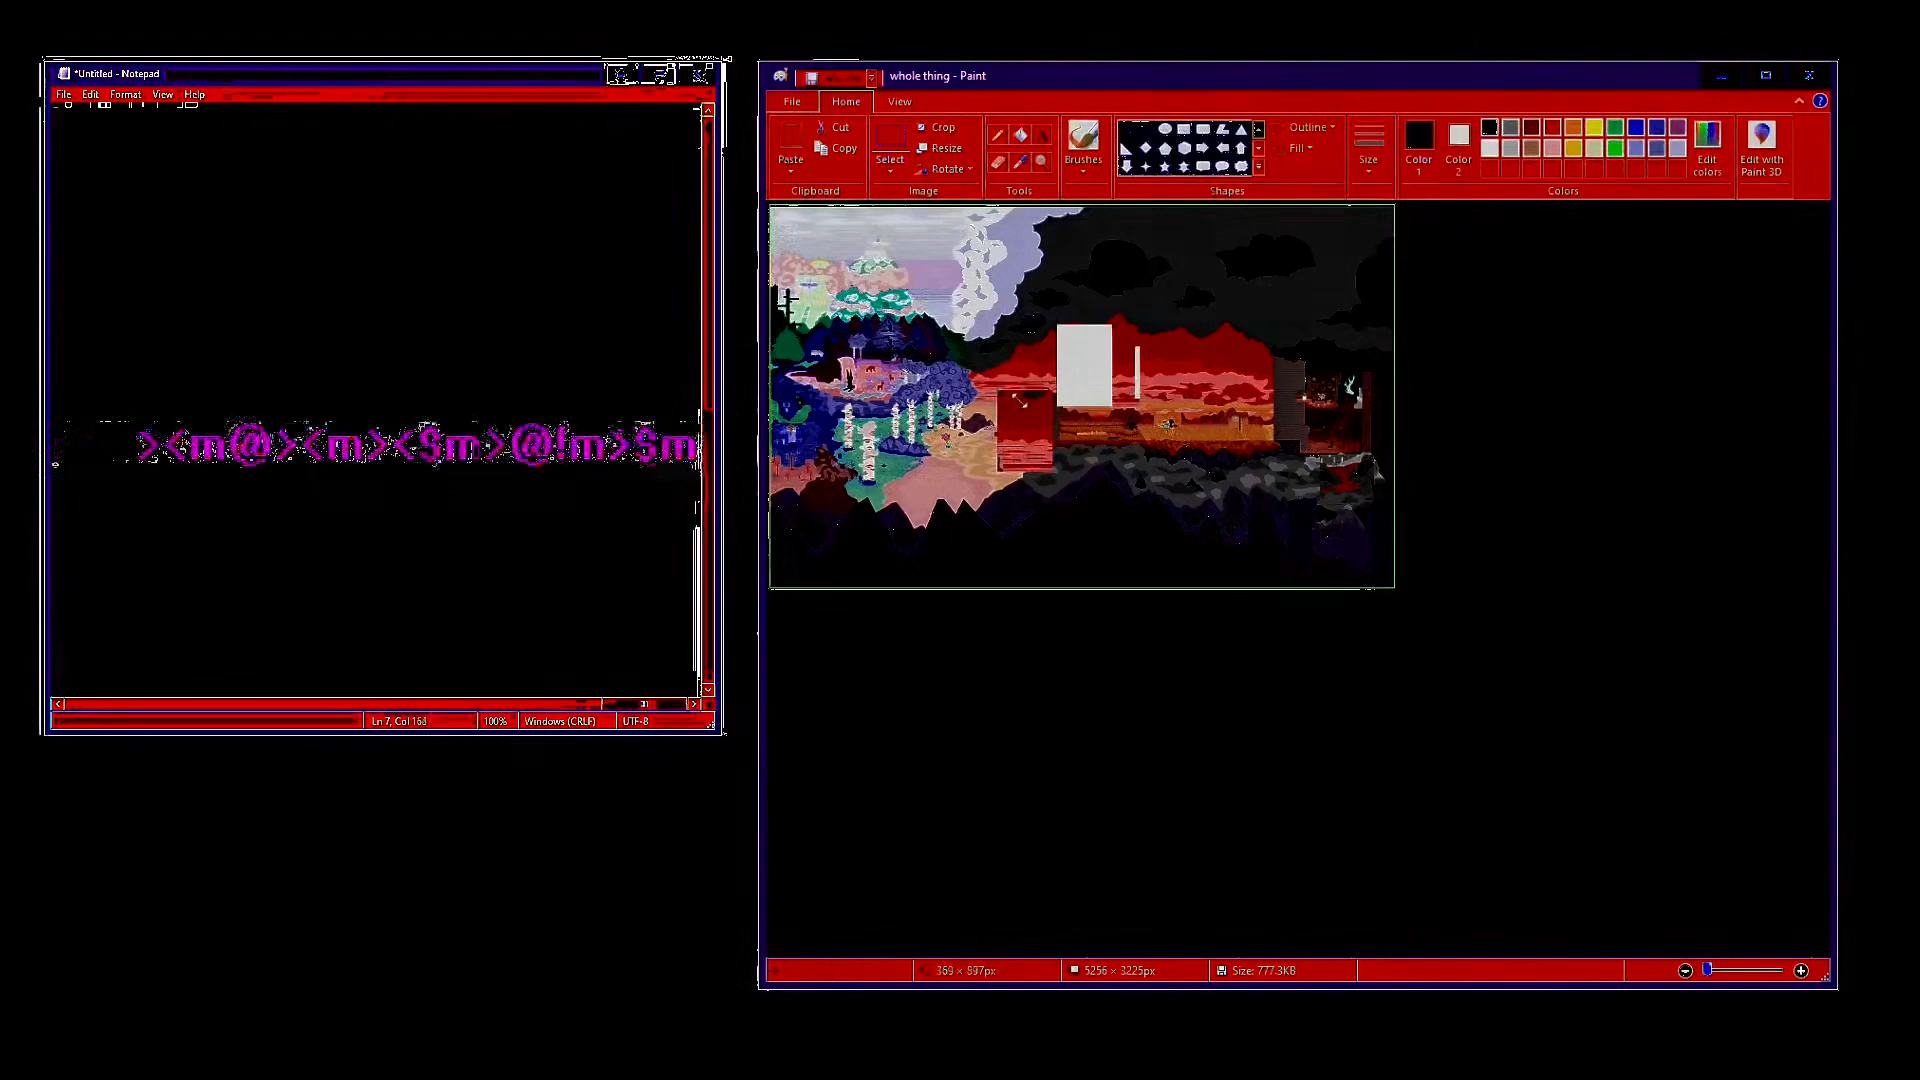 *Untitled - Notepad
File Edit Format View Help
><m@><m><$m>@!m>$m
Ln 7, Col 168
100%
Windows (CRLF)
UTF-8
whole thing - Paint
File Home View
Paste
Cut
Copy
Clipboard
Select
Crop
Resize
Rotate
Image
Tools
Brushes
Outline
Fill
Shapes
Size
Color 1
Color 2
Edit colors
Colors
Edit with Paint 3D
369 × 897px
5256 × 3225px
Size: 777.3KB